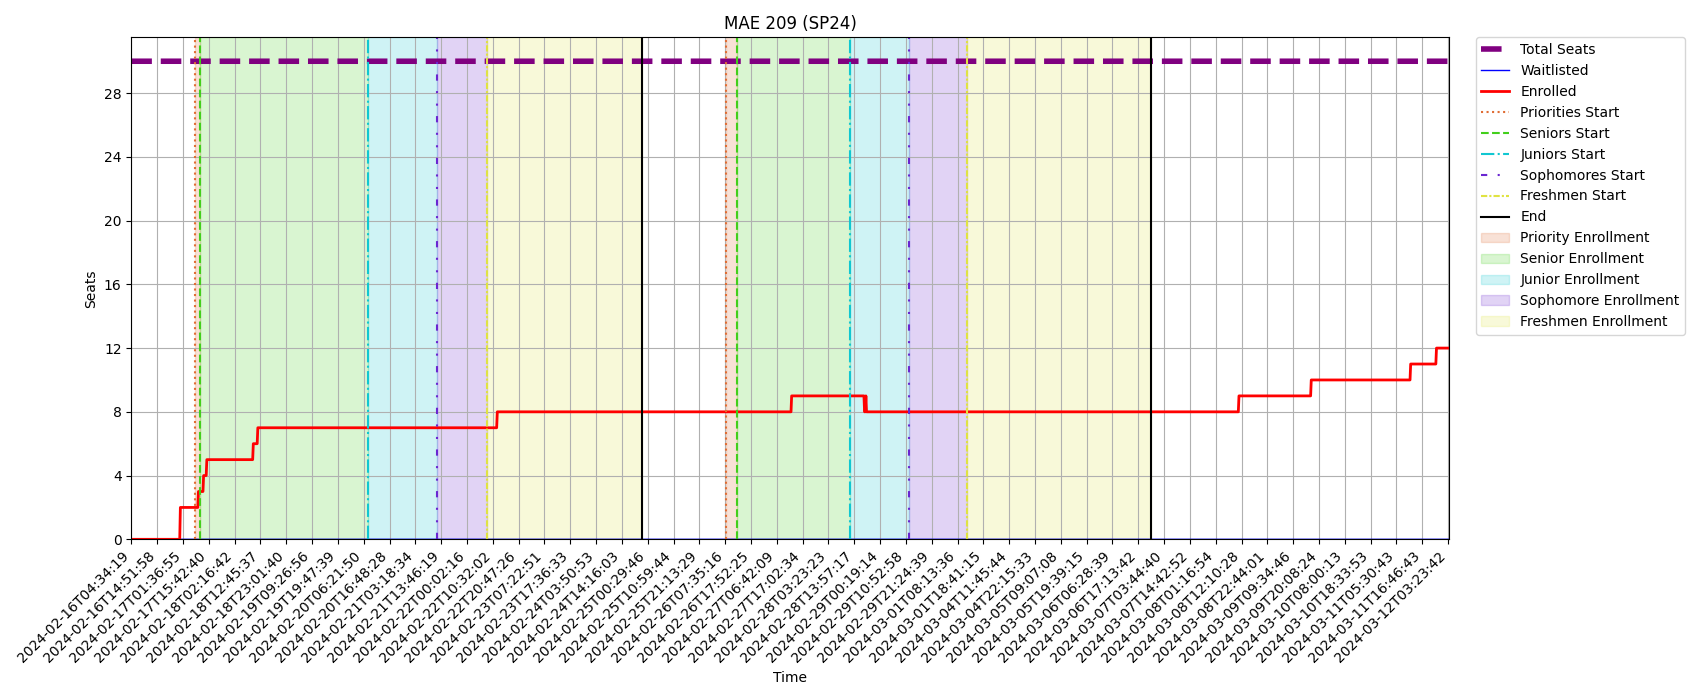 MAE 209 (SP24)
Seats
28
24
20
16
12
8
4
0
2024-02-16T04:34:19
2024-02-16T14:51:58
2024-02-17T01:36:55
2024-02-17T15:42:40
2024-02-18T02:16:42
2024-02-18T12:45:37
2024-02-18T23:01:40
2024-02-19T09:26:56
2024-02-19T19:47:39
2024-02-20T06:21:50
2024-02-20T16:48:28
2024-02-21T03:18:34
2024-02-21T13:46:19
2024-02-22T00:02:16
2024-02-22T10:32:02
2024-02-22T20:47:26
2024-02-23T07:22:51
2024-02-23T17:36:33
2024-02-24T03:50:53
2024-02-24T14:16:03
2024-02-25T00:29:46
2024-02-25T10:59:44
2024-02-25T21:13:29
2024-02-26T07:35:16
2024-02-26T17:52:25
2024-02-27T06:42:09
2024-02-27T17:02:34
2024-02-28T03:23:23
2024-02-28T13:57:17
2024-02-29T00:19:14
2024-02-29T10:52:58
2024-02-29T21:24:39
2024-03-01T08:13:36
2024-03-01T18:41:15
2024-03-04T11:45:44
2024-03-04T22:15:33
2024-03-05T09:07:08
2024-03-05T19:39:15
2024-03-06T06:28:39
2024-03-06T17:13:42
2024-03-07T03:44:40
2024-03-07T14:42:52
2024-03-08T01:16:54
2024-03-08T12:10:28
2024-03-08T22:44:01
2024-03-09T09:34:46
2024-03-09T20:08:24
2024-03-10T08:00:13
2024-03-10T18:33:53
2024-03-11T05:30:43
2024-03-11T16:46:43
2024-03-12T03:23:42
Time
Total Seats
Waitlisted
Enrolled
Priorities Start
Seniors Start
Juniors Start
Sophomores Start
Freshmen Start
End
Priority Enrollment
Senior Enrollment
Junior Enrollment
Sophomore Enrollment
Freshmen Enrollment